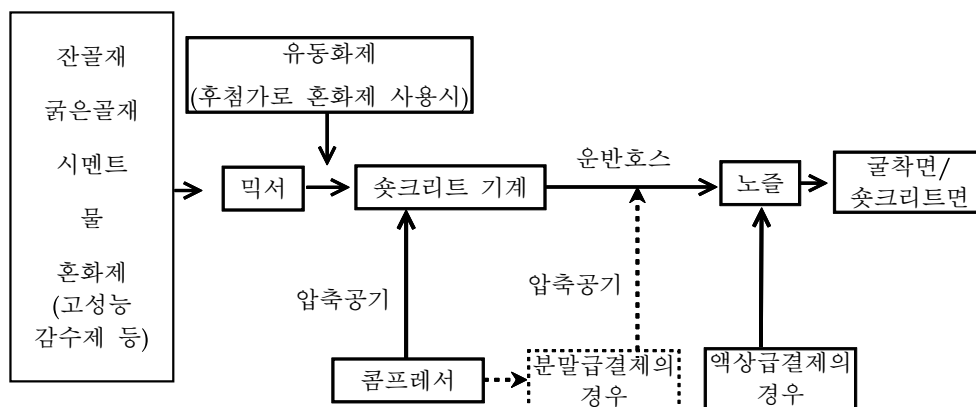 잔골재
굵은골재
시멘트
물
혼화제
(고성능
감수제 등)
유동화제
(후첨가로 혼화제 사용시)
믹서
숏크리트 기계
운반호스
노즐
굴착면/
숏크리트면
압축공기
압축공기
콤프레서
분말급결제의
경우
액상급결제의
경우